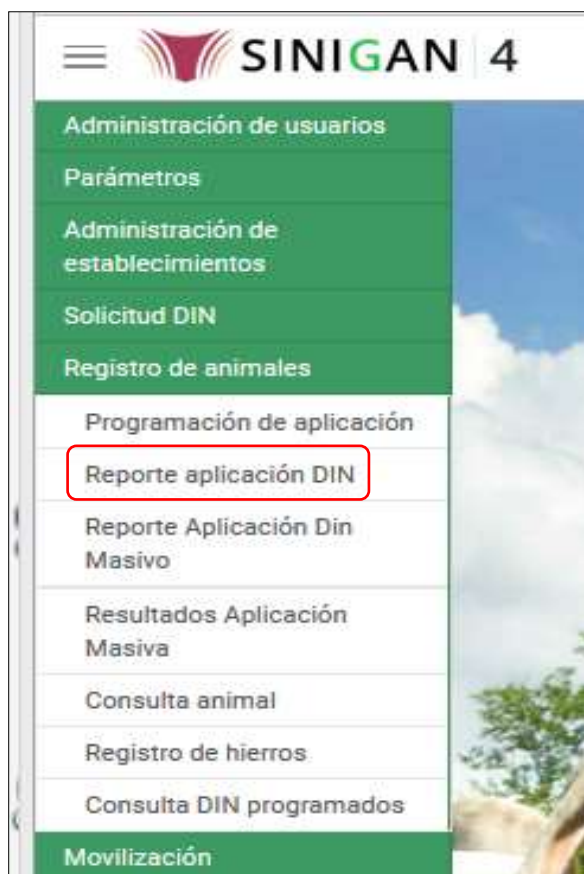 SINIGAN 4
Administración de usuarios
Parámetros
Administración de
establecimientos
Solicitud DIN
Registro de animales
Programación de aplicación
Reporte aplicación DIN
Reporte Aplicación Din
Masivo
Resultados Aplicación
Masiva
Consulta animal
Registro de hierros
Consulta DIN programados
Movilización